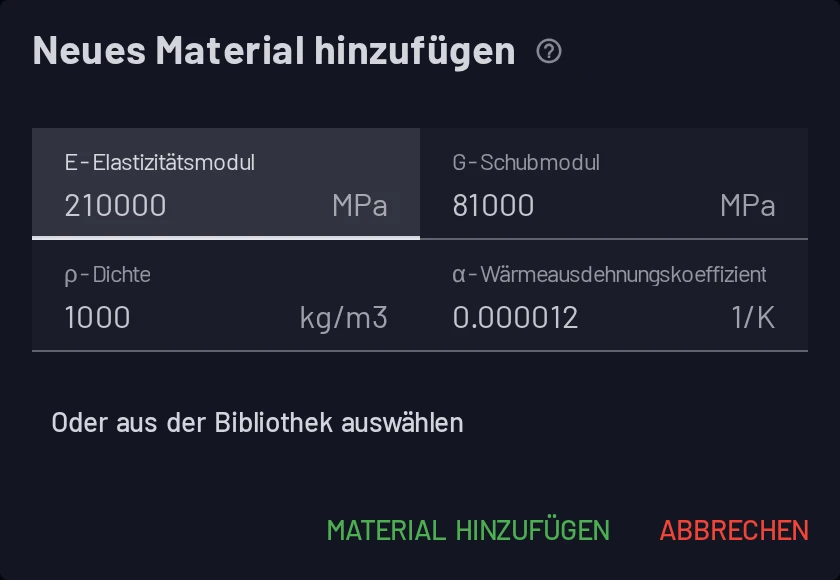 Neues Material hinzufügen ?
E - Elastizitätsmodul
210000 MPa
G - Schubmodul
81000 MPa
ρ - Dichte
1000 kg/m3
α - Wärmeausdehnungskoeffizient
0.000012 1/K
Oder aus der Bibliothek auswählen
MATERIAL HINZUFÜGEN ABBRECHEN